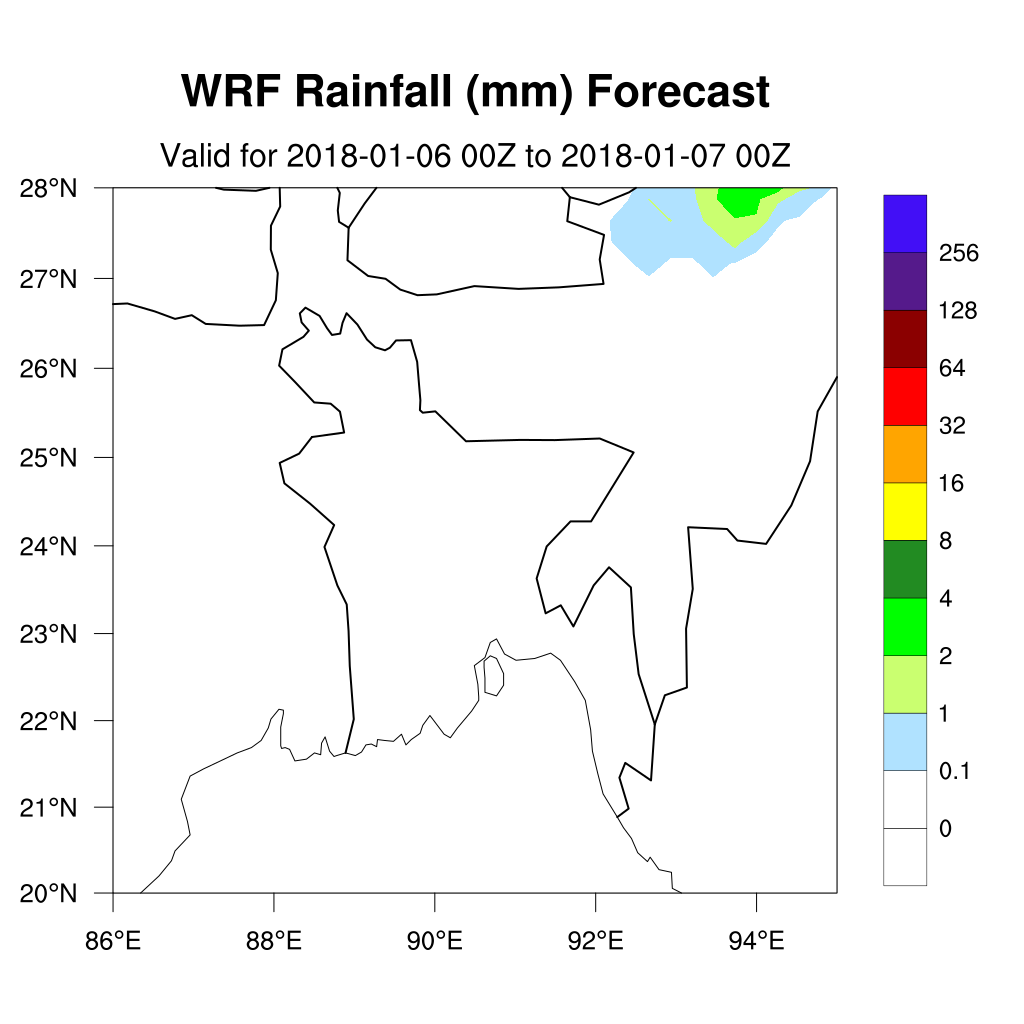 WRF Rainfall (mm) Forecast
Valid for 2018-01-06 00Z to 2018-01-07 00Z
28°N
27°N
26°N
25°N
24°N
23°N
22°N
21°N
20°N
86°E
88°E
90°E
92°E
94°E
256
128
64
32
16
8
4
2
1
0.1
0